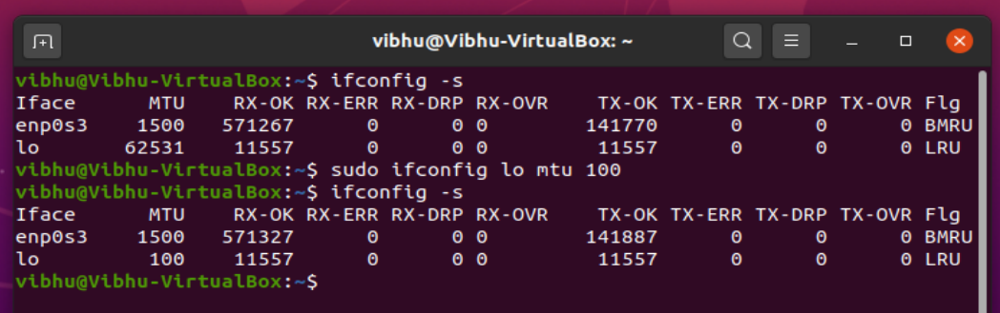 vibhu@Vibhu-VirtualBox: ~
vibhu@Vibhu-VirtualBox:~$ ifconfig -s
Iface MTU RX-OK RX-ERR RX-DRP RX-OVR TX-OK TX-ERR TX-DRP TX-OVR Flg
enp0s3 1500 571267 0 0 0 141770 0 0 0 BMRU
lo 62531 11557 0 0 0 11557 0 0 0 LRU
vibhu@Vibhu-VirtualBox:~$ sudo ifconfig lo mtu 100
vibhu@Vibhu-VirtualBox:~$ ifconfig -s
Iface MTU RX-OK RX-ERR RX-DRP RX-OVR TX-OK TX-ERR TX-DRP TX-OVR Flg
enp0s3 1500 571327 0 0 0 141887 0 0 0 BMRU
lo 100 11557 0 0 0 11557 0 0 0 LRU
vibhu@Vibhu-VirtualBox:~$